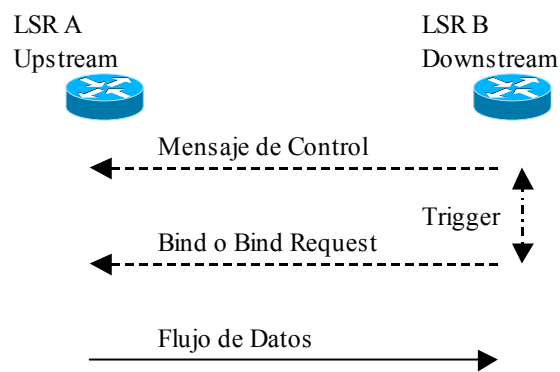 LSR A
Upstream
LSR B
Downstream
Mensaje de Control
Trigger
Bind o Bind Request
Flujo de Datos